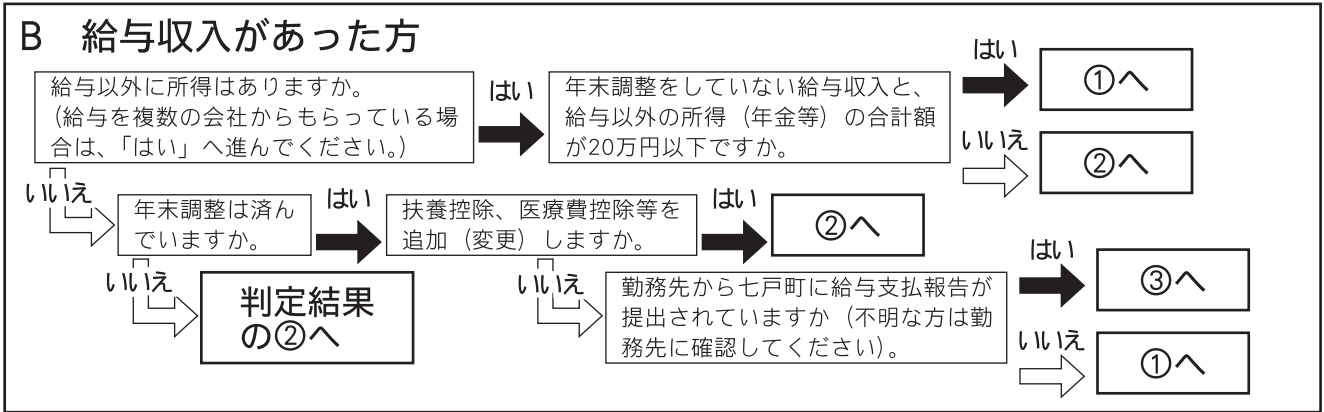 B 給与収入があった方
給与以外に所得はありますか。
（給与を複数の会社からもらっている場
合は、「はい」へ進んでください。）
はい
年末調整をしていない給与収入と、
給与以外の所得（年金等）の合計額
が20万円以下ですか。
はい
①へ
いいえ
②へ
いいえ
年末調整は済ん
でいますか。
はい
扶養控除、医療費控除等を
追加（変更）しますか。
はい
②へ
いいえ
判定結果
の②へ
いいえ
勤務先から七戸町に給与支払報告が
提出されていますか（不明な方は勤
務先に確認してください）。
はい
③へ
いいえ
①へ